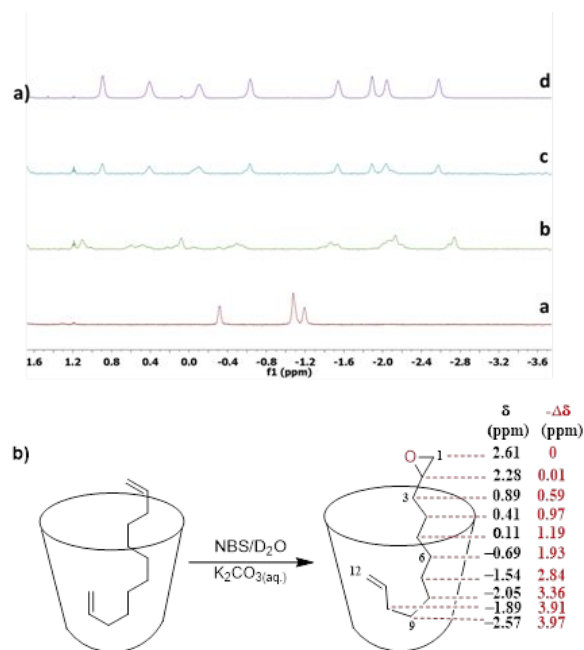 a)
d
c
b
a
1.6 1.2 0.8 0.4 0.0 -0.4 -0.8 -1.2 -1.6 -2.0 -2.4 -2.8 -3.2 -3.6
f1 (ppm)
b)
δ -Δδ
(ppm) (ppm)
O 1 2.61 0
2.28 0.01
3 0.89 0.59
0.41 0.97
0.11 1.19
NBS/D₂O 6 −0.69 1.93
K₂CO₃(aq.) 12 −1.54 2.84
−2.05 3.36
−1.89 3.91
9 −2.57 3.97